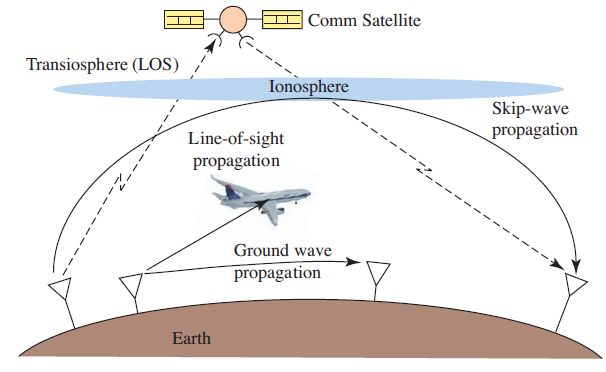 Comm Satellite
Transiosphere (LOS)
Ionosphere
Skip-wave
propagation
Line-of-sight
propagation
Ground wave
propagation
Earth